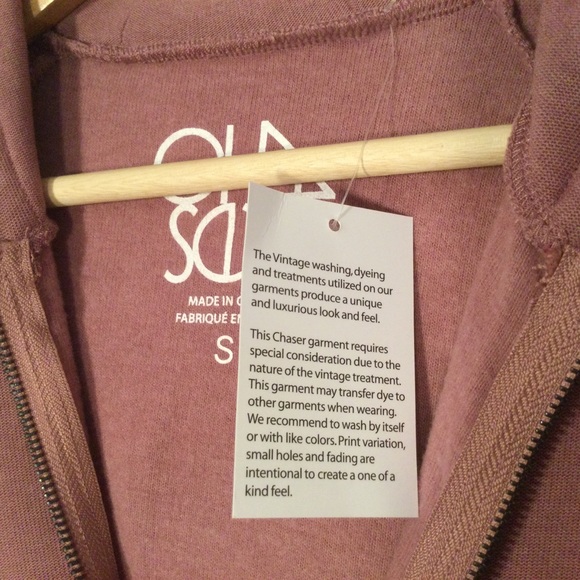 MADE IN
FABRIQUÉ EN
S
The Vintage washing, dyeing
and treatments utilized on our
garments produce a unique
and luxurious look and feel.
This Chaser garment requires
special consideration due to the
nature of the vintage treatment.
This garment may transfer dye to
other garments when wearing.
We recommend to wash by itself
or with like colors. Print variation,
small holes and fading are
intentional to create a one of a
kind feel.